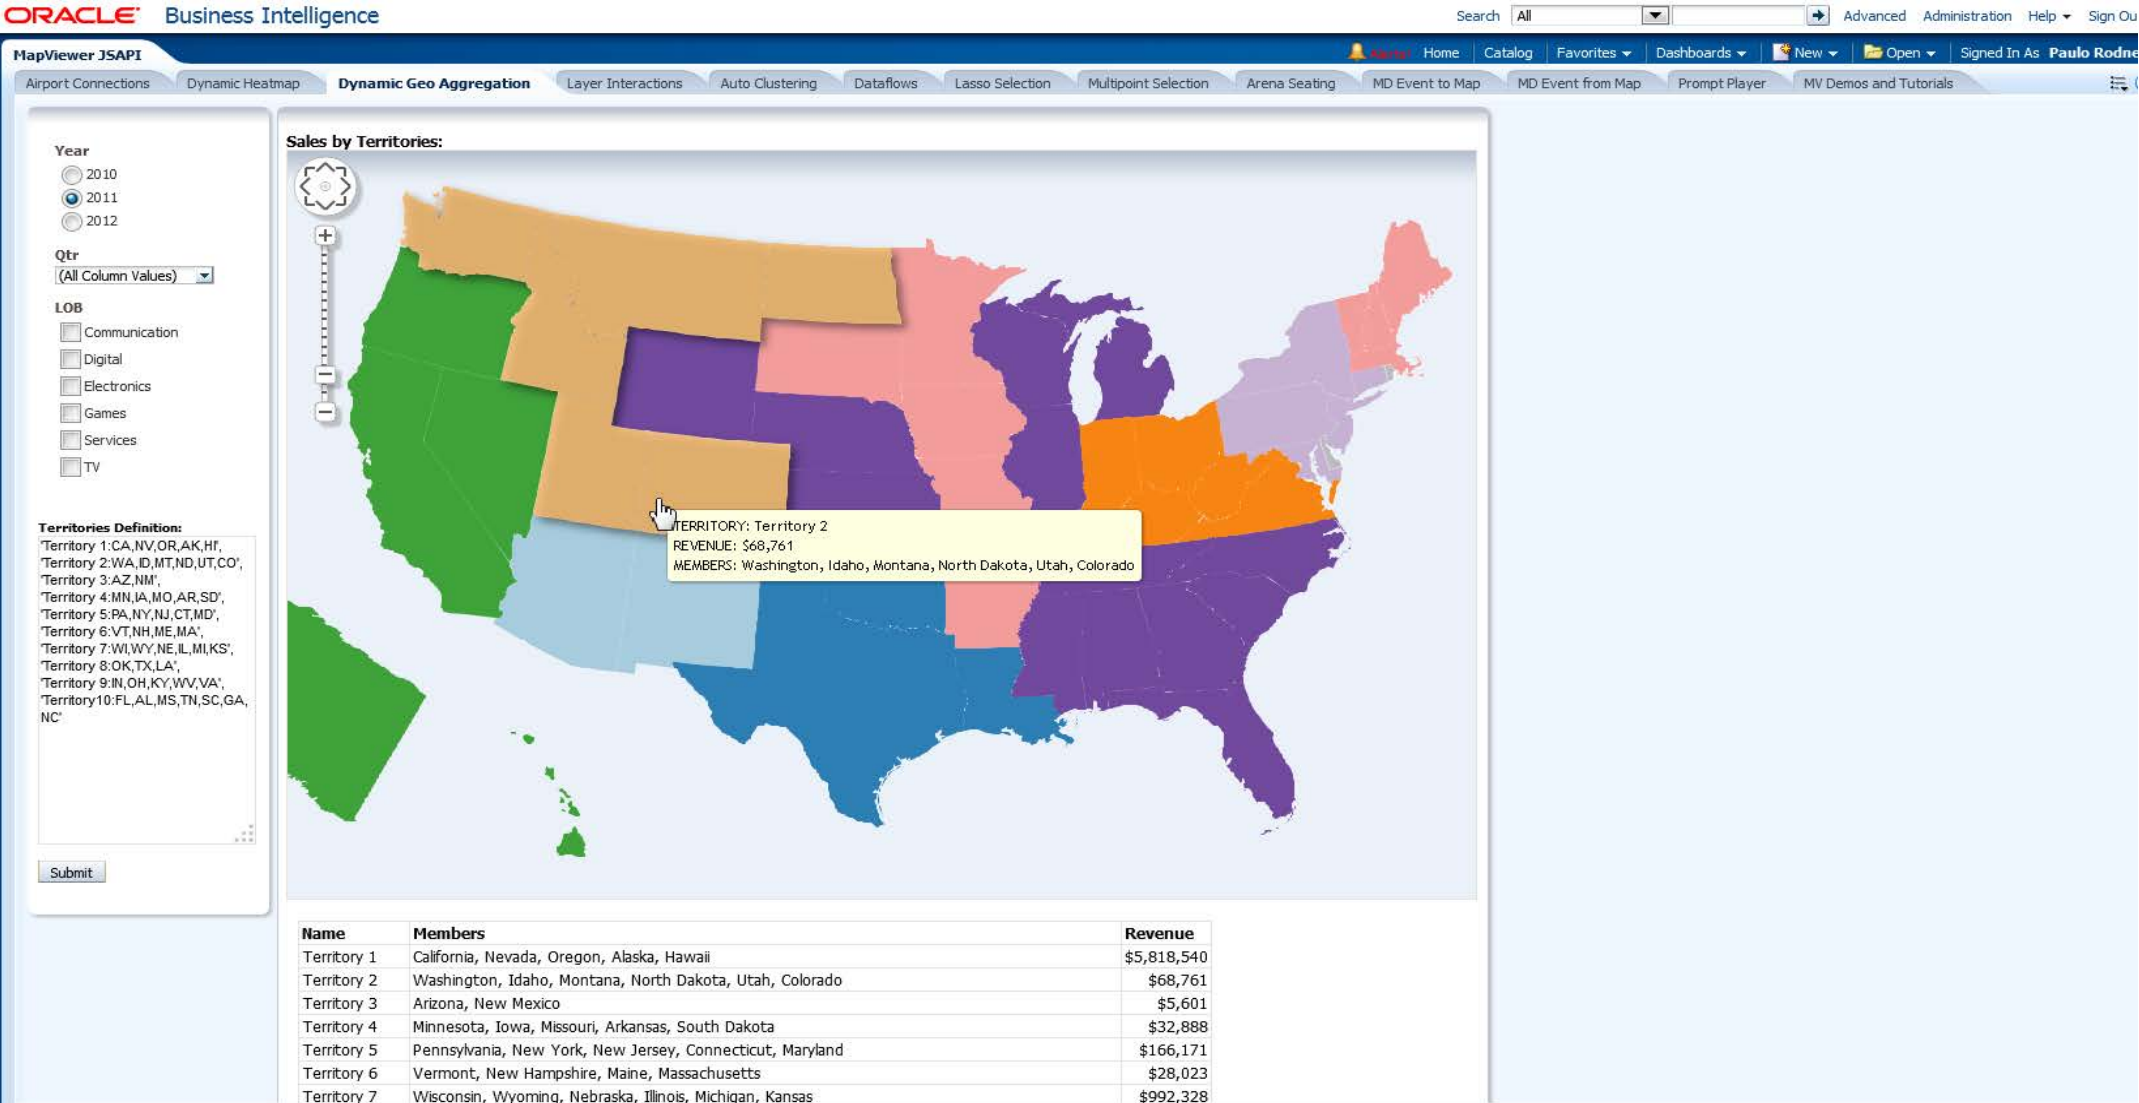 ORACLE Business Intelligence
Search All Advanced Administration Help Sign Ou
MapViewer JSAPI
Home Catalog Favorites Dashboards New Open Signed In As Paulo Rodne
Airport Connections Dynamic Heatmap Dynamic Geo Aggregation Layer Interactions Auto Clustering Dataflows Lasso Selection Multipoint Selection Arena Seating MD Event to Map MD Event from Map Prompt Player MV Demos and Tutorials
Year
2010
2011
2012
Qtr
(All Column Values)
LOB
Communication
Digital
Electronics
Games
Services
TV
Territories Definition:
'Territory 1:CA,NV,OR,AK,HI',
'Territory 2:WA,ID,MT,ND,UT,CO',
'Territory 3:AZ,NM',
'Territory 4:MN,IA,MO,AR,SD',
'Territory 5:PA,NY,NJ,CT,MD',
'Territory 6:VT,NH,ME,MA',
'Territory 7:WI,WY,NE,IL,MI,KS',
'Territory 8:OK,TX,LA',
'Territory 9:IN,OH,KY,WV,VA',
'Territory10:FL,AL,MS,TN,SC,GA,
NC'
Submit
Sales by Territories:
TERRITORY: Territory 2
REVENUE: $68,761
MEMBERS: Washington, Idaho, Montana, North Dakota, Utah, Colorado
Name Members Revenue
Territory 1 California, Nevada, Oregon, Alaska, Hawaii $5,818,540
Territory 2 Washington, Idaho, Montana, North Dakota, Utah, Colorado $68,761
Territory 3 Arizona, New Mexico $5,601
Territory 4 Minnesota, Iowa, Missouri, Arkansas, South Dakota $32,888
Territory 5 Pennsylvania, New York, New Jersey, Connecticut, Maryland $166,171
Territory 6 Vermont, New Hampshire, Maine, Massachusetts $28,023
Territory 7 Wisconsin, Wyoming, Nebraska, Illinois, Michigan, Kansas $992,328